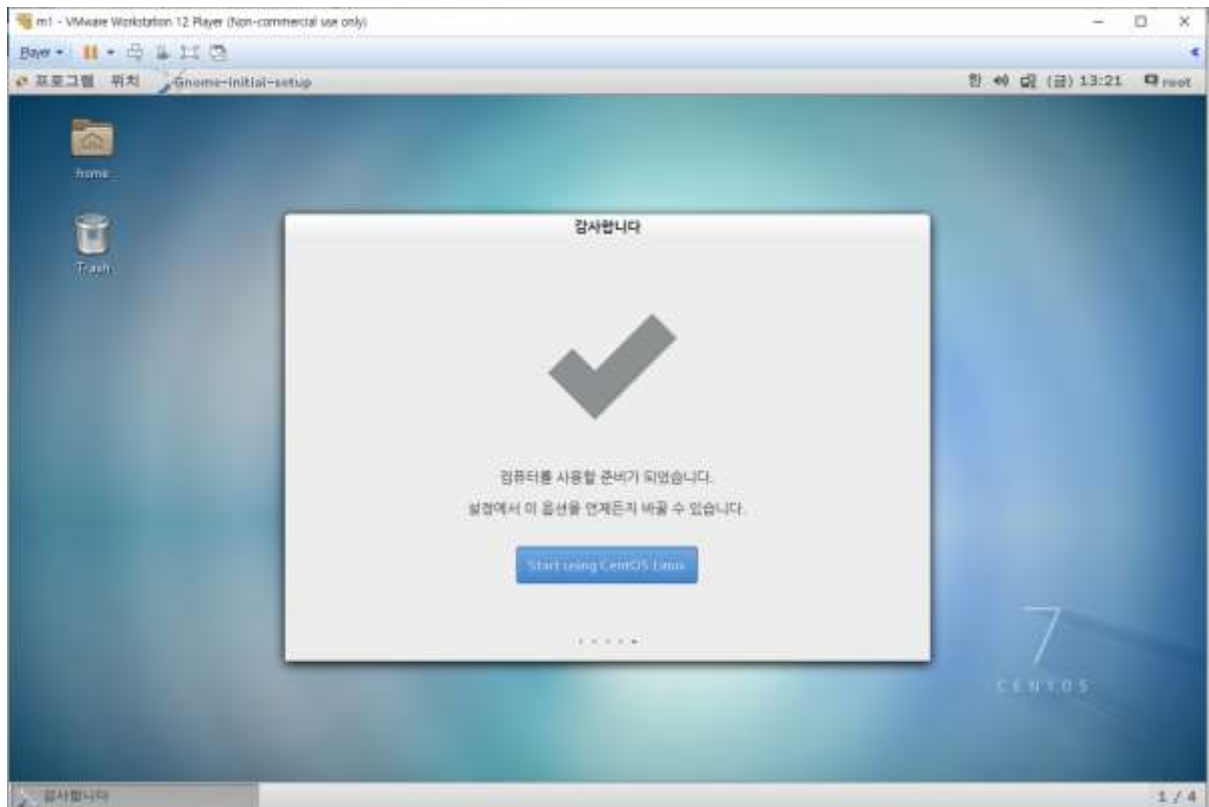 m1 - VMware Workstation 12 Player (Non-commercial use only)
Player
프로그램 위치 Gnome-initial-setup 한 (금) 13:21 root
home
Trash
감사합니다
컴퓨터를 사용할 준비가 되었습니다.
설정에서 이 옵션을 언제든지 바꿀 수 있습니다.
Start using CentOS Linux
7
CENTOS
감사합니다 1 / 4